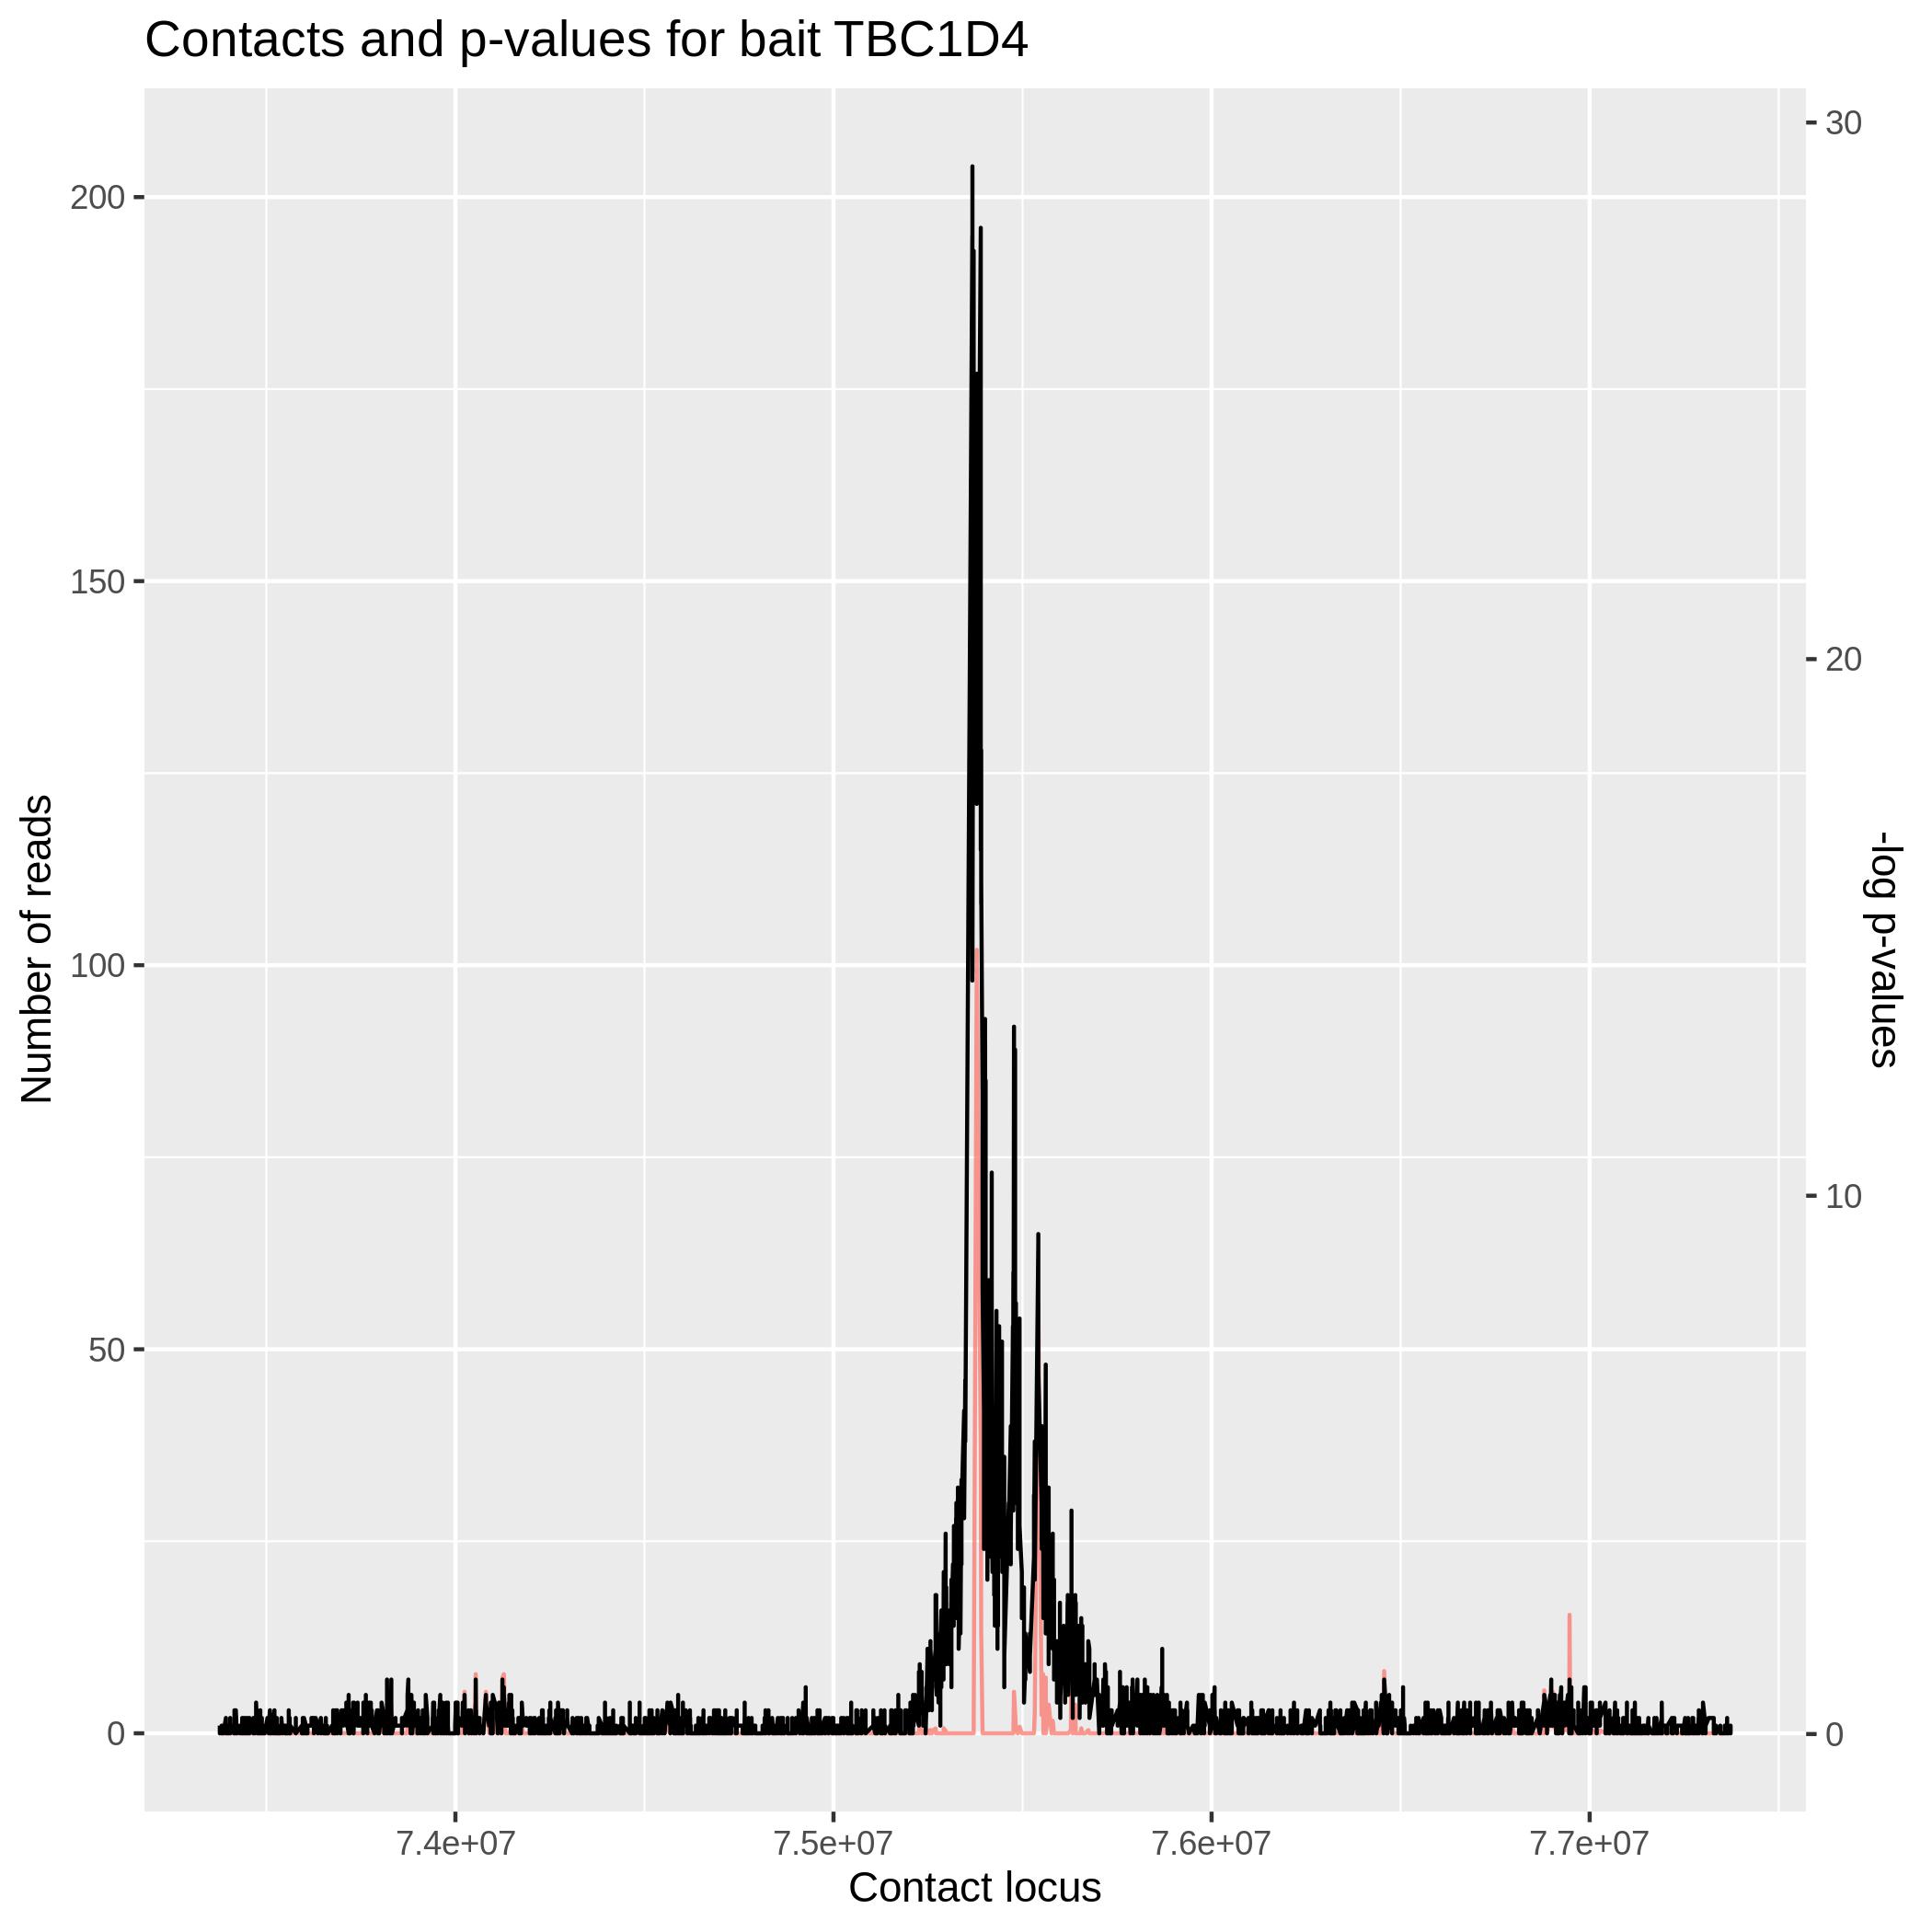 Contacts and p-values for bait TBC1D4
30
200
150
20
Number of reads
-log p-values
100
10
50
0
0
7.4e+07 7.5e+07 7.6e+07 7.7e+07
Contact locus